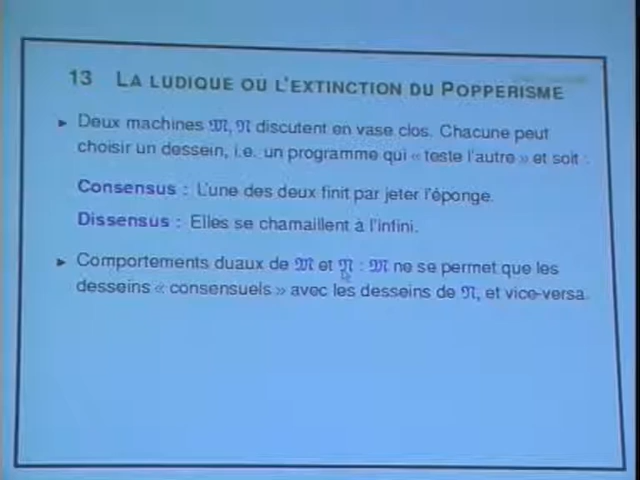 13 LA LUDIQUE OU L'EXTINCTION DU POPPERISME
► Deux machines 𝔐, 𝔑 discutent en vase clos. Chacune peut
choisir un dessein, i.e. un programme qui « teste l'autre » et soit :
Consensus : L'une des deux finit par jeter l'éponge.
Dissensus : Elles se chamaillent à l'infini.
► Comportements duaux de 𝔐 et 𝔑 : 𝔐 ne se permet que les
desseins « consensuels » avec les desseins de 𝔑, et vice-versa.